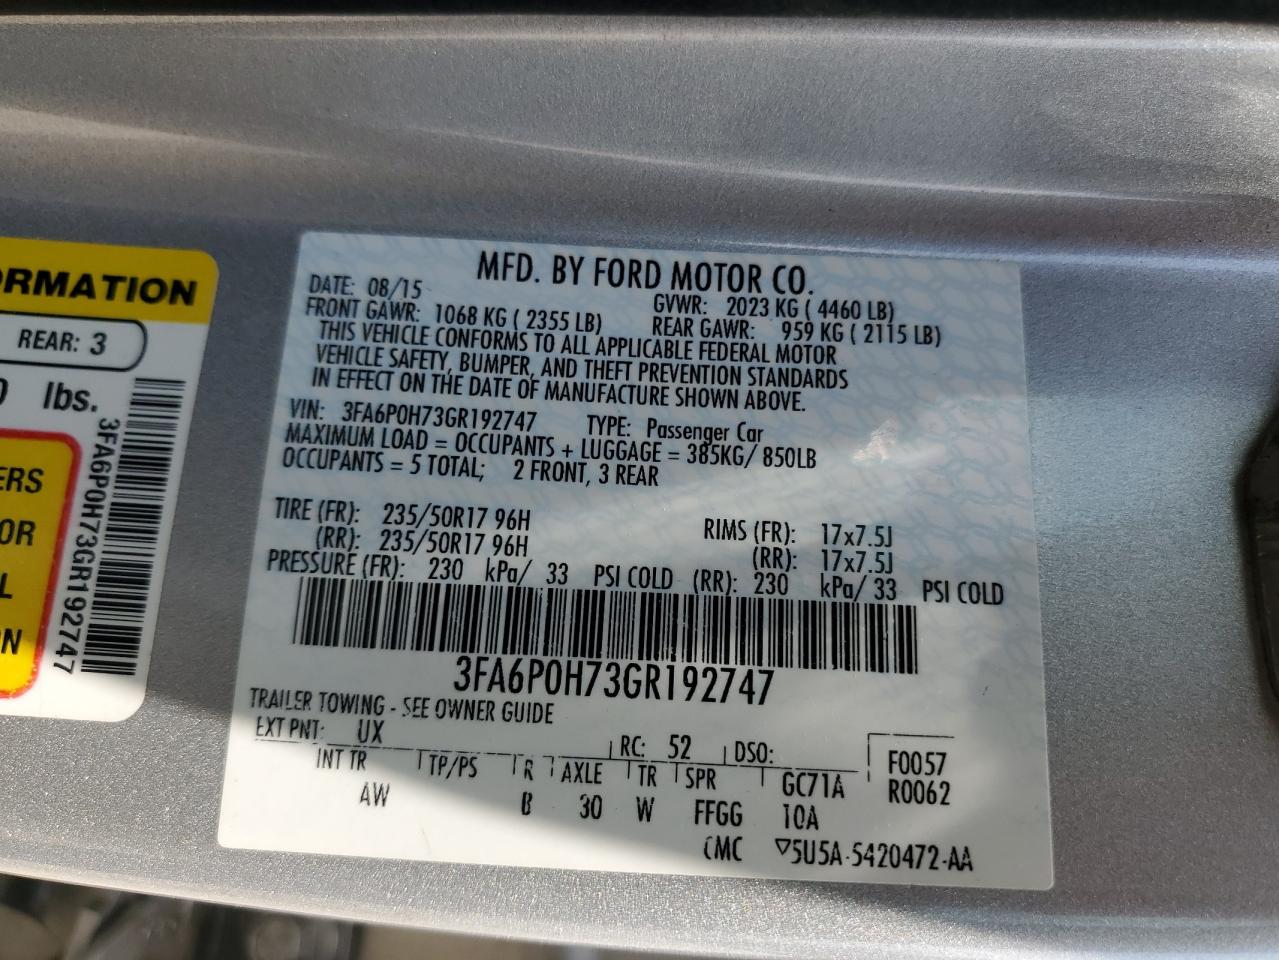 MFD. BY FORD MOTOR CO.
DATE: 08/15 GVWR: 2023 KG ( 4460 LB)
FRONT GAWR: 1068 KG ( 2355 LB) REAR GAWR: 959 KG ( 2115 LB)
THIS VEHICLE CONFORMS TO ALL APPLICABLE FEDERAL MOTOR
VEHICLE SAFETY, BUMPER, AND THEFT PREVENTION STANDARDS
IN EFFECT ON THE DATE OF MANUFACTURE SHOWN ABOVE.
VIN: 3FA6P0H73GR192747 TYPE: Passenger Car
MAXIMUM LOAD = OCCUPANTS + LUGGAGE = 385KG/ 850LB
OCCUPANTS = 5 TOTAL; 2 FRONT, 3 REAR
TIRE (FR): 235/50R17 96H RIMS (FR): 17x7.5J
(RR): 235/50R17 96H (RR): 17x7.5J
PRESSURE (FR): 230 kPa/ 33 PSI COLD (RR): 230 kPa/ 33 PSI COLD
3FA6P0H73GR192747
TRAILER TOWING - SEE OWNER GUIDE
EXT PNT: UX RC: 52 DSO: F0057
INT TR TP/PS R AXLE TR SPR GC71A R0062
AW B 30 W FFGG 10A
CMC ▽5U5A-5420472-AA
ORMATION
REAR: 3
0 lbs.
3FA6P0H73GR192747
ERS
OR
L
N